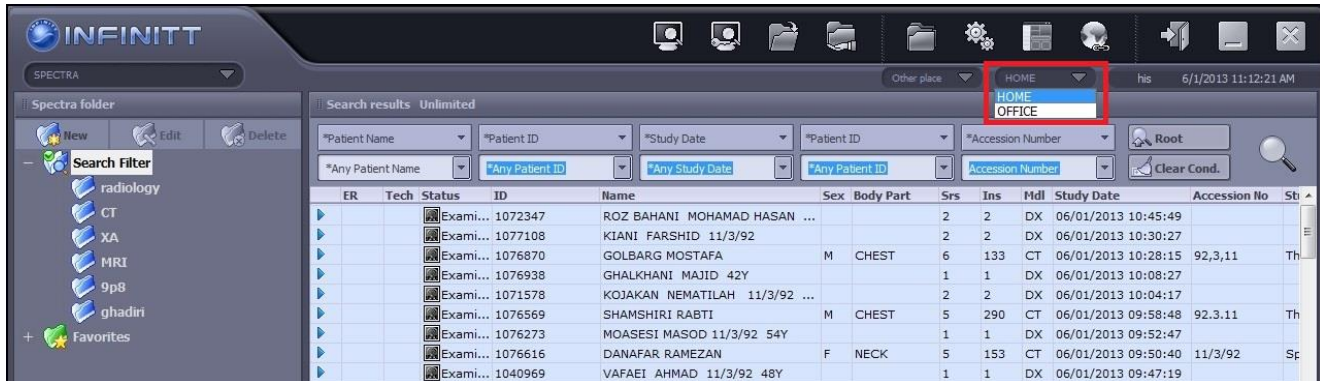 INFINITT
SPECTRA
Other place HOME his 6/1/2013 11:12:21 AM
HOME
OFFICE
Spectra folder
New Edit Delete
Search Filter
radiology
CT
XA
MRI
9p8
ghadiri
Favorites
Search results Unlimited
*Patient Name *Patient ID *Study Date *Patient ID *Accession Number Root
*Any Patient Name *Any Patient ID *Any Study Date *Any Patient ID Accession Number Clear Cond.
ER Tech Status ID Name Sex Body Part Srs Ins Mdl Study Date Accession No St
Exami... 1072347 ROZ BAHANI MOHAMAD HASAN ... 2 2 DX 06/01/2013 10:45:49
Exami... 1077108 KIANI FARSHID 11/3/92 2 2 DX 06/01/2013 10:30:27
Exami... 1076870 GOLBARG MOSTAFA M CHEST 6 133 CT 06/01/2013 10:28:15 92,3,11 Th
Exami... 1076938 GHALKHANI MAJID 42Y 1 1 DX 06/01/2013 10:08:27
Exami... 1071578 KOJAKAN NEMATILAH 11/3/92 ... 2 2 DX 06/01/2013 10:04:17
Exami... 1076569 SHAMSHIRI RABTI M CHEST 5 290 CT 06/01/2013 09:58:48 92.3.11 Th
Exami... 1076273 MOASESI MASOD 11/3/92 54Y 1 1 DX 06/01/2013 09:52:47
Exami... 1076616 DANAFAR RAMEZAN F NECK 5 153 CT 06/01/2013 09:50:40 11/3/92 Sp
Exami... 1040969 VAFAEI AHMAD 11/3/92 48Y 1 1 DX 06/01/2013 09:47:19